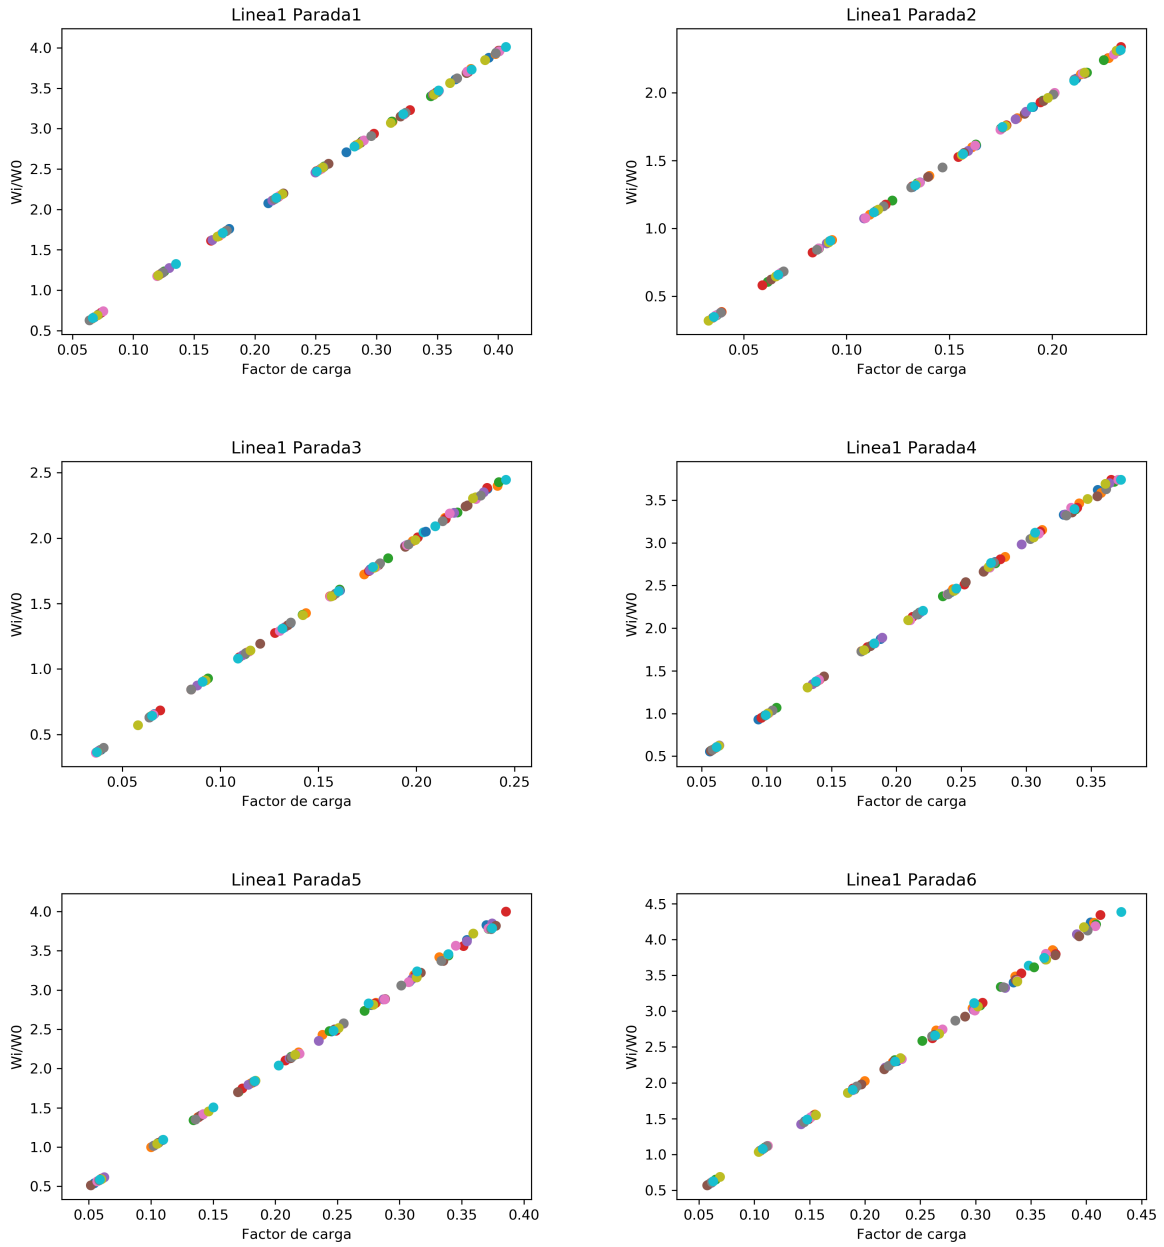 Linea1 Parada1
4.0
3.5
3.0
2.5
2.0
1.5
1.0
0.5
Wi/W0
0.05 0.10 0.15 0.20 0.25 0.30 0.35 0.40
Factor de carga
Linea1 Parada2
2.0
1.5
1.0
0.5
Wi/W0
0.05 0.10 0.15 0.20
Factor de carga
Linea1 Parada3
2.5
2.0
1.5
1.0
0.5
Wi/W0
0.05 0.10 0.15 0.20 0.25
Factor de carga
Linea1 Parada4
3.5
3.0
2.5
2.0
1.5
1.0
0.5
Wi/W0
0.05 0.10 0.15 0.20 0.25 0.30 0.35
Factor de carga
Linea1 Parada5
4.0
3.5
3.0
2.5
2.0
1.5
1.0
0.5
Wi/W0
0.05 0.10 0.15 0.20 0.25 0.30 0.35 0.40
Factor de carga
Linea1 Parada6
4.5
4.0
3.5
3.0
2.5
2.0
1.5
1.0
0.5
Wi/W0
0.05 0.10 0.15 0.20 0.25 0.30 0.35 0.40 0.45
Factor de carga